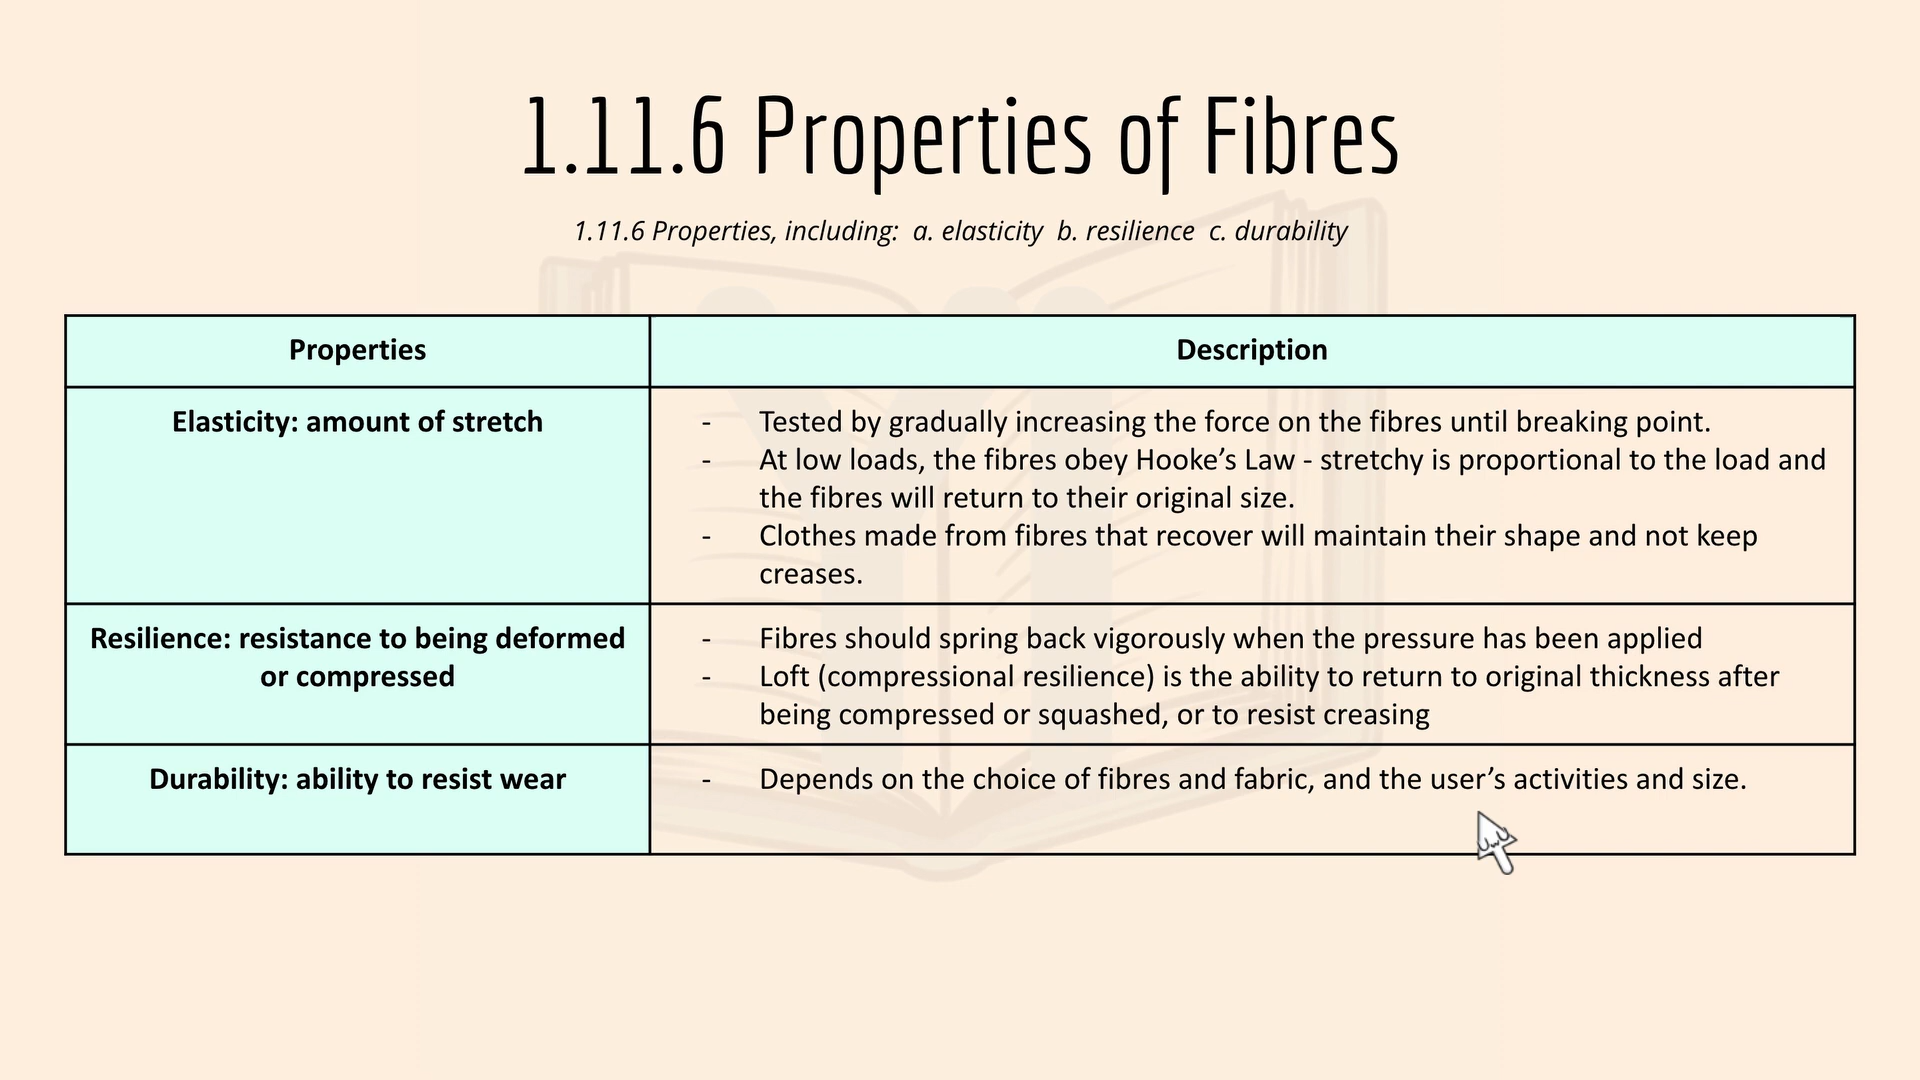 1.11.6 Properties of Fibres
1.11.6 Properties, including: a. elasticity b. resilience c. durability
Properties
Description
Elasticity: amount of stretch
- Tested by gradually increasing the force on the fibres until breaking point.
- At low loads, the fibres obey Hooke’s Law - stretchy is proportional to the load and
the fibres will return to their original size.
- Clothes made from fibres that recover will maintain their shape and not keep
creases.
Resilience: resistance to being deformed
or compressed
- Fibres should spring back vigorously when the pressure has been applied
- Loft (compressional resilience) is the ability to return to original thickness after
being compressed or squashed, or to resist creasing
Durability: ability to resist wear
- Depends on the choice of fibres and fabric, and the user’s activities and size.